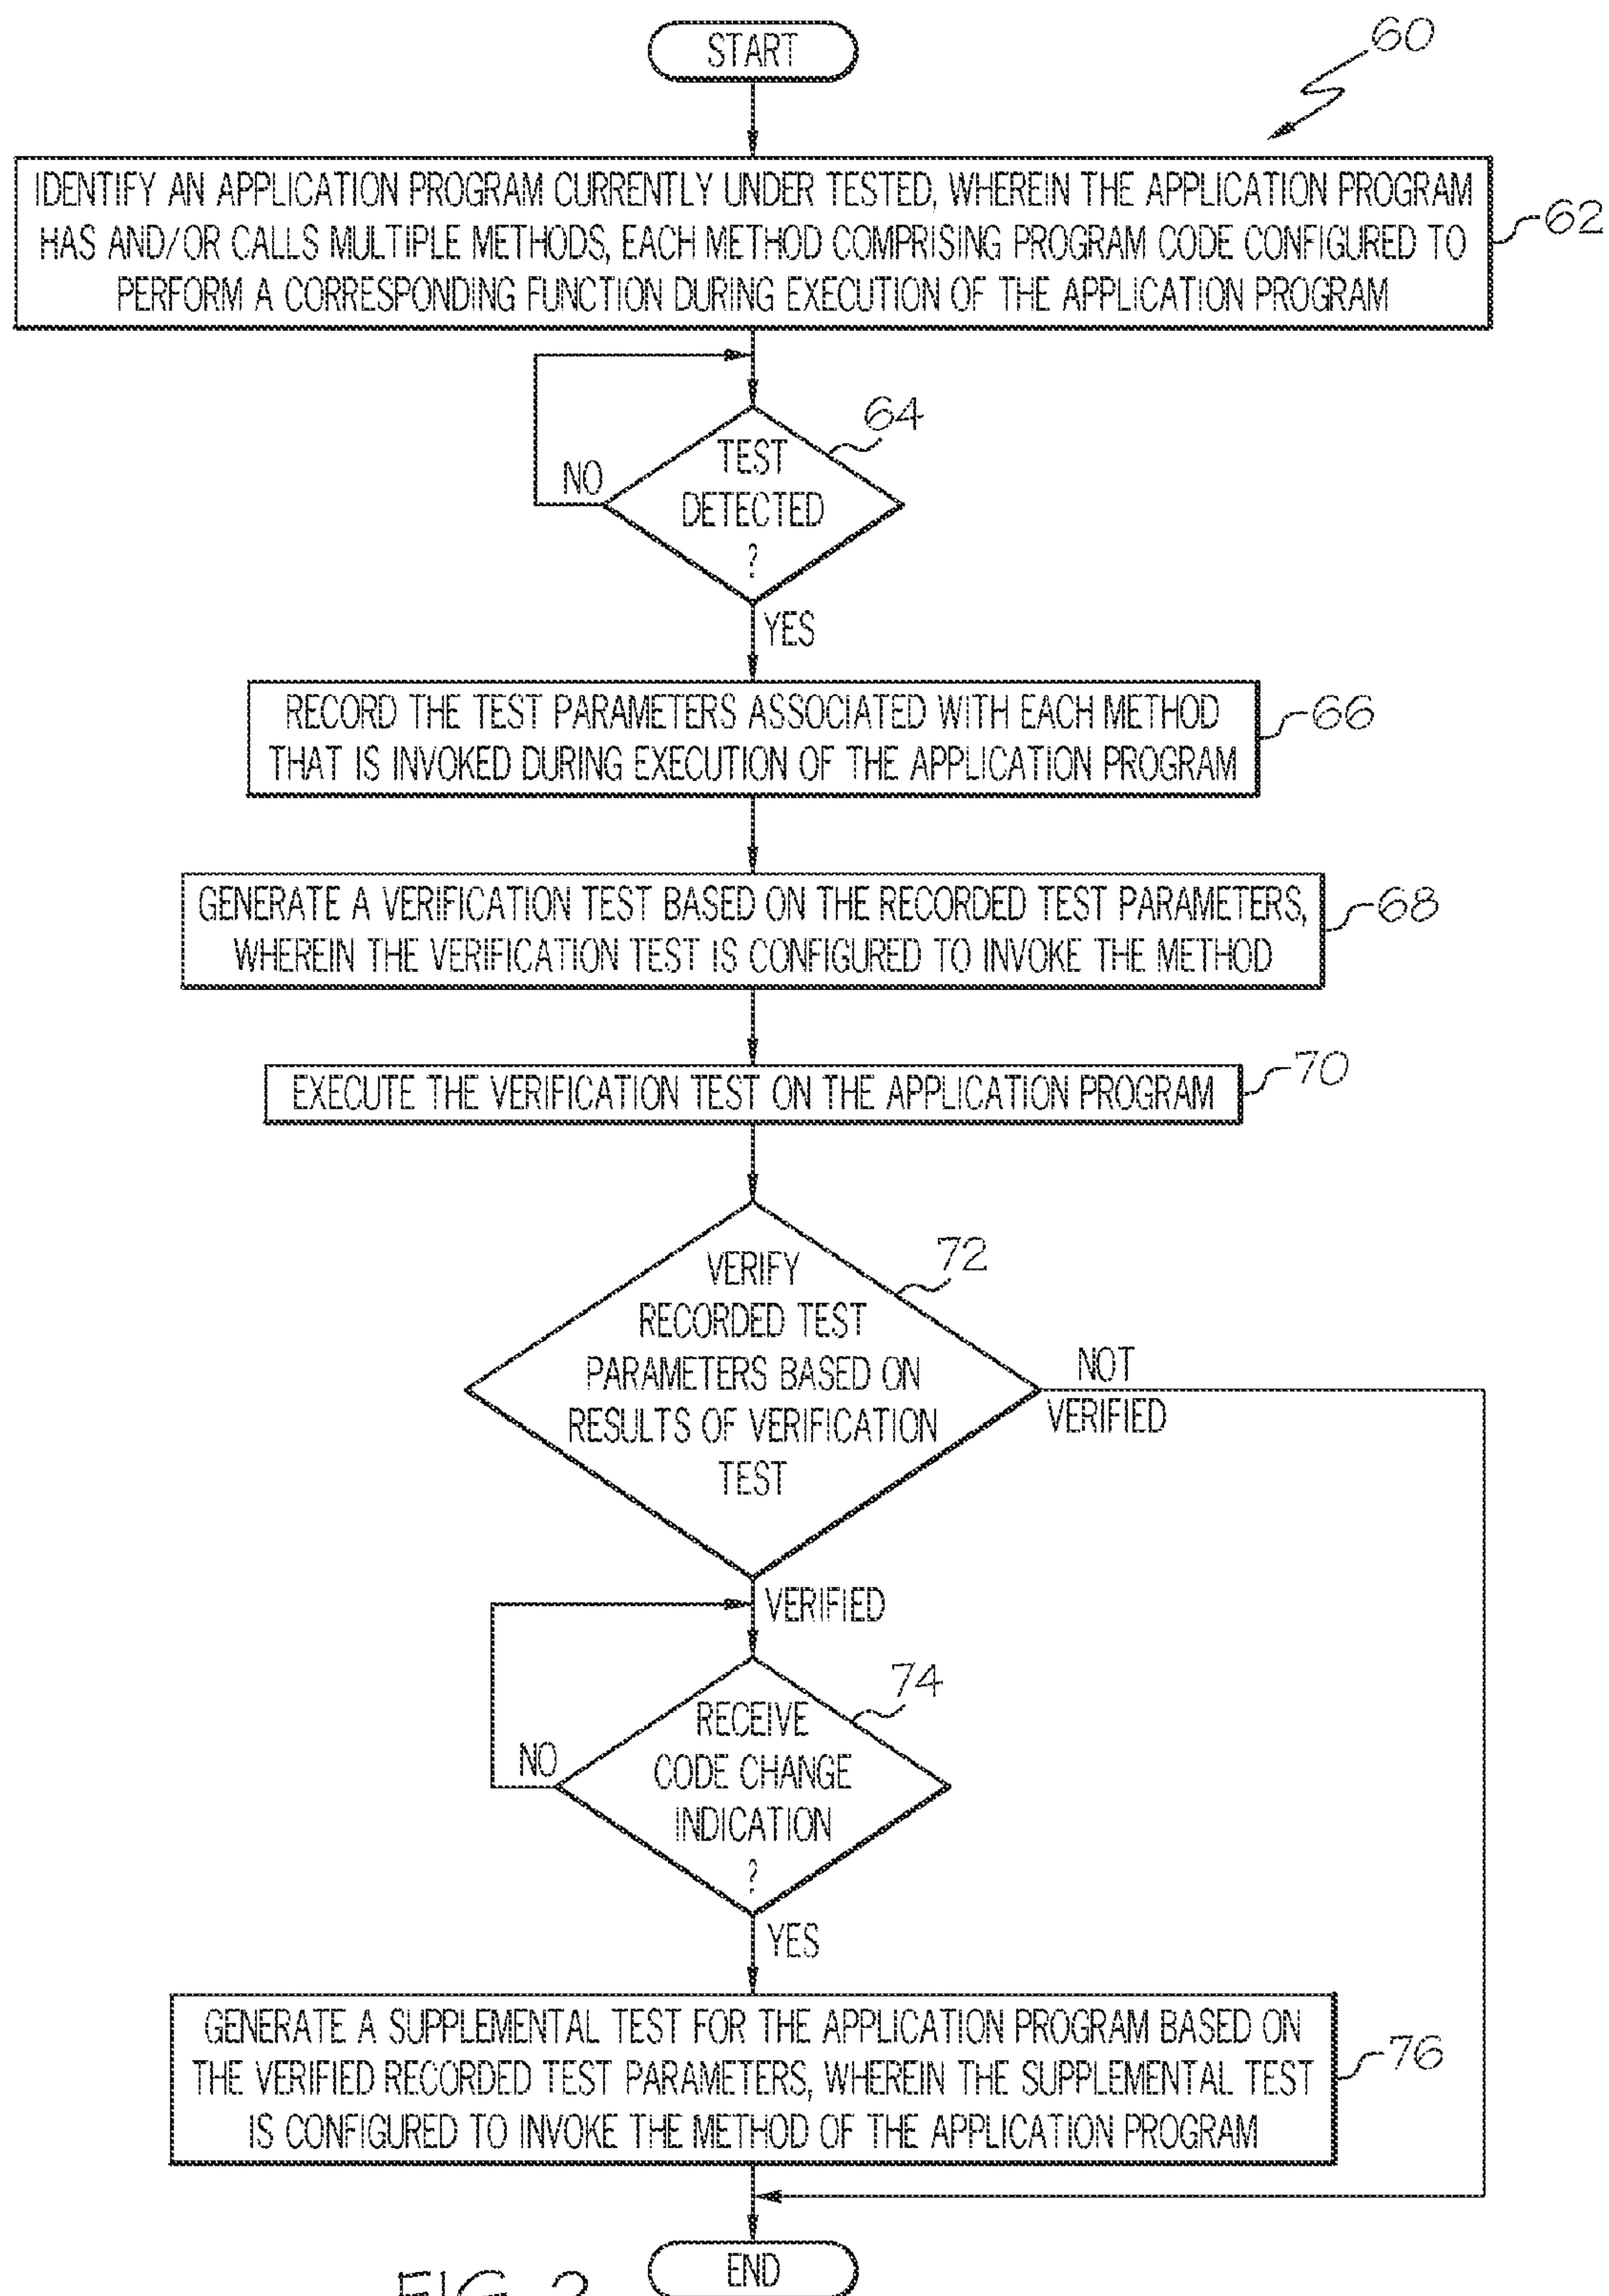 START
60
IDENTIFY AN APPLICATION PROGRAM CURRENTLY UNDER TESTED, WHEREIN THE APPLICATION PROGRAM
HAS AND/OR CALLS MULTIPLE METHODS, EACH METHOD COMPRISING PROGRAM CODE CONFIGURED TO
PERFORM A CORRESPONDING FUNCTION DURING EXECUTION OF THE APPLICATION PROGRAM
62
64
TEST
DETECTED
?
NO
YES
RECORD THE TEST PARAMETERS ASSOCIATED WITH EACH METHOD
THAT IS INVOKED DURING EXECUTION OF THE APPLICATION PROGRAM
66
GENERATE A VERIFICATION TEST BASED ON THE RECORDED TEST PARAMETERS,
WHEREIN THE VERIFICATION TEST IS CONFIGURED TO INVOKE THE METHOD
68
EXECUTE THE VERIFICATION TEST ON THE APPLICATION PROGRAM
70
72
VERIFY
RECORDED TEST
PARAMETERS BASED ON
RESULTS OF VERIFICATION
TEST
NOT
VERIFIED
VERIFIED
74
RECEIVE
CODE CHANGE
INDICATION
?
NO
YES
GENERATE A SUPPLEMENTAL TEST FOR THE APPLICATION PROGRAM BASED ON
THE VERIFIED RECORDED TEST PARAMETERS, WHEREIN THE SUPPLEMENTAL TEST
IS CONFIGURED TO INVOKE THE METHOD OF THE APPLICATION PROGRAM
76
END